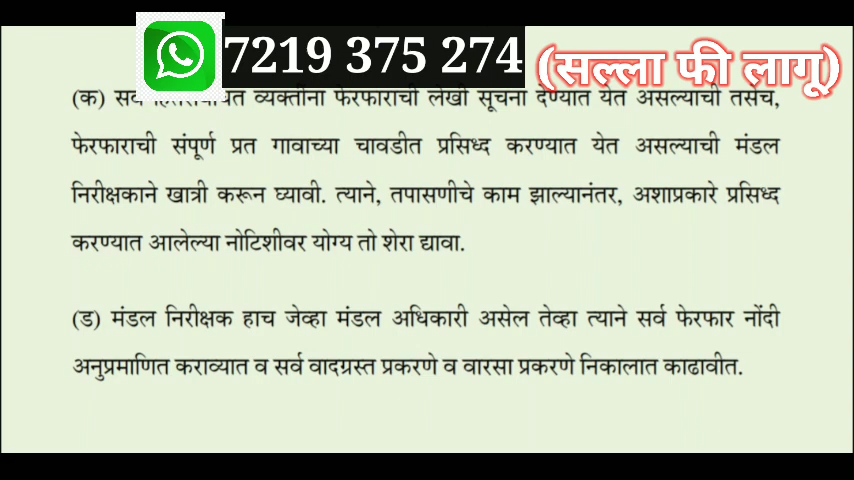 7219 375 274 (सल्ला फी लागू)
(क) सर्व व्यक्तींना फेरफाराची लेखी सूचना देण्यात येत असल्याची तसेच,
फेरफाराची संपूर्ण प्रत गावाच्या चावडीत प्रसिध्द करण्यात येत असल्याची मंडल
निरीक्षकाने खात्री करून घ्यावी. त्याने, तपासणीचे काम झाल्यानंतर, अशाप्रकारे प्रसिध्द
करण्यात आलेल्या नोटिशीवर योग्य तो शेरा द्यावा.
(ड) मंडल निरीक्षक हाच जेव्हा मंडल अधिकारी असेल तेव्हा त्याने सर्व फेरफार नोंदी
अनुप्रमाणित कराव्यात व सर्व वादग्रस्त प्रकरणे व वारसा प्रकरणे निकालात काढावीत.